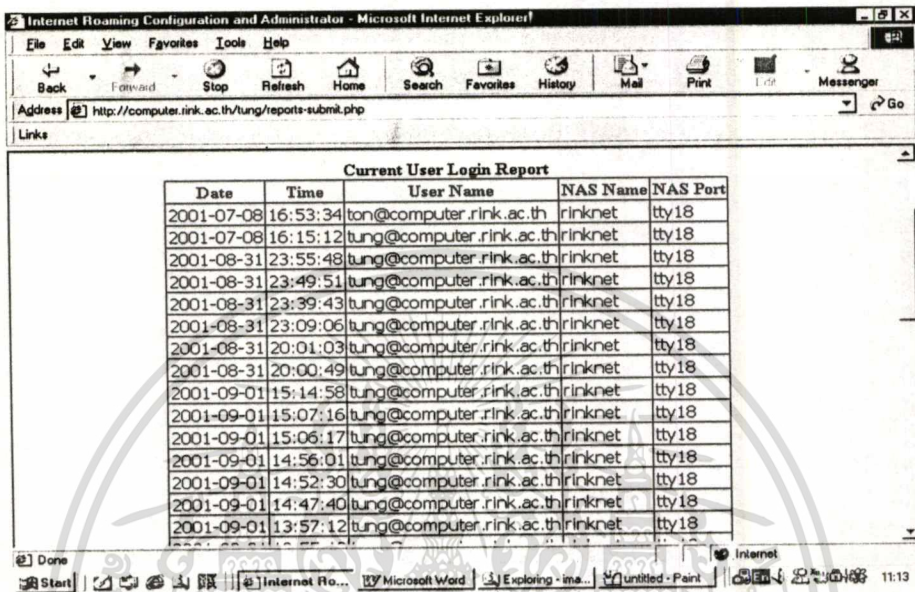 Internet Roaming Configuration and Administrator - Microsoft Internet Explorer
File Edit View Favorites Tools Help
Back Forward Stop Refresh Home Search Favorites History Mail Print Edit Messenger
Address http://computer.rink.ac.th/tung/reports-submit.php Go
Links
Current User Login Report
Date Time User Name NAS Name NAS Port
2001-07-08 16:53:34 ton@computer.rink.ac.th rinknet tty18
2001-07-08 16:15:12 tung@computer.rink.ac.th rinknet tty18
2001-08-31 23:55:48 tung@computer.rink.ac.th rinknet tty18
2001-08-31 23:49:51 tung@computer.rink.ac.th rinknet tty18
2001-08-31 23:39:43 tung@computer.rink.ac.th rinknet tty18
2001-08-31 23:09:06 tung@computer.rink.ac.th rinknet tty18
2001-08-31 20:01:03 tung@computer.rink.ac.th rinknet tty18
2001-08-31 20:00:49 tung@computer.rink.ac.th rinknet tty18
2001-09-01 15:14:58 tung@computer.rink.ac.th rinknet tty18
2001-09-01 15:07:16 tung@computer.rink.ac.th rinknet tty18
2001-09-01 15:06:17 tung@computer.rink.ac.th rinknet tty18
2001-09-01 14:56:01 tung@computer.rink.ac.th rinknet tty18
2001-09-01 14:52:30 tung@computer.rink.ac.th rinknet tty18
2001-09-01 14:47:40 tung@computer.rink.ac.th rinknet tty18
2001-09-01 13:57:12 tung@computer.rink.ac.th rinknet tty18
Done Internet
Start Internet Ro... Microsoft Word Exploring - ima... untitled - Paint 11:13